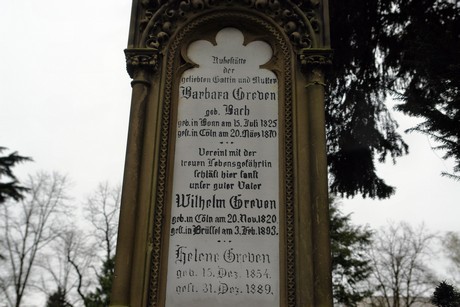 Ruhestätte
der
geliebten Gattin und Mutter
Barbara Greven
geb. Bach
geb. in Bonn am 15. Juli 1825
gest. in Cöln am 20. März 1870
Vereint mit der
treuen Lebensgefährtin
schläft hier sanft
unser guter Vater
Wilhelm Greven
geb. in Cöln am 20. Nov. 1820
gest. in Brüssel am 3. Feb. 1893.
Helene Greven
geb. 15. Dez. 1854.
gest. 31. Dez. 1889.